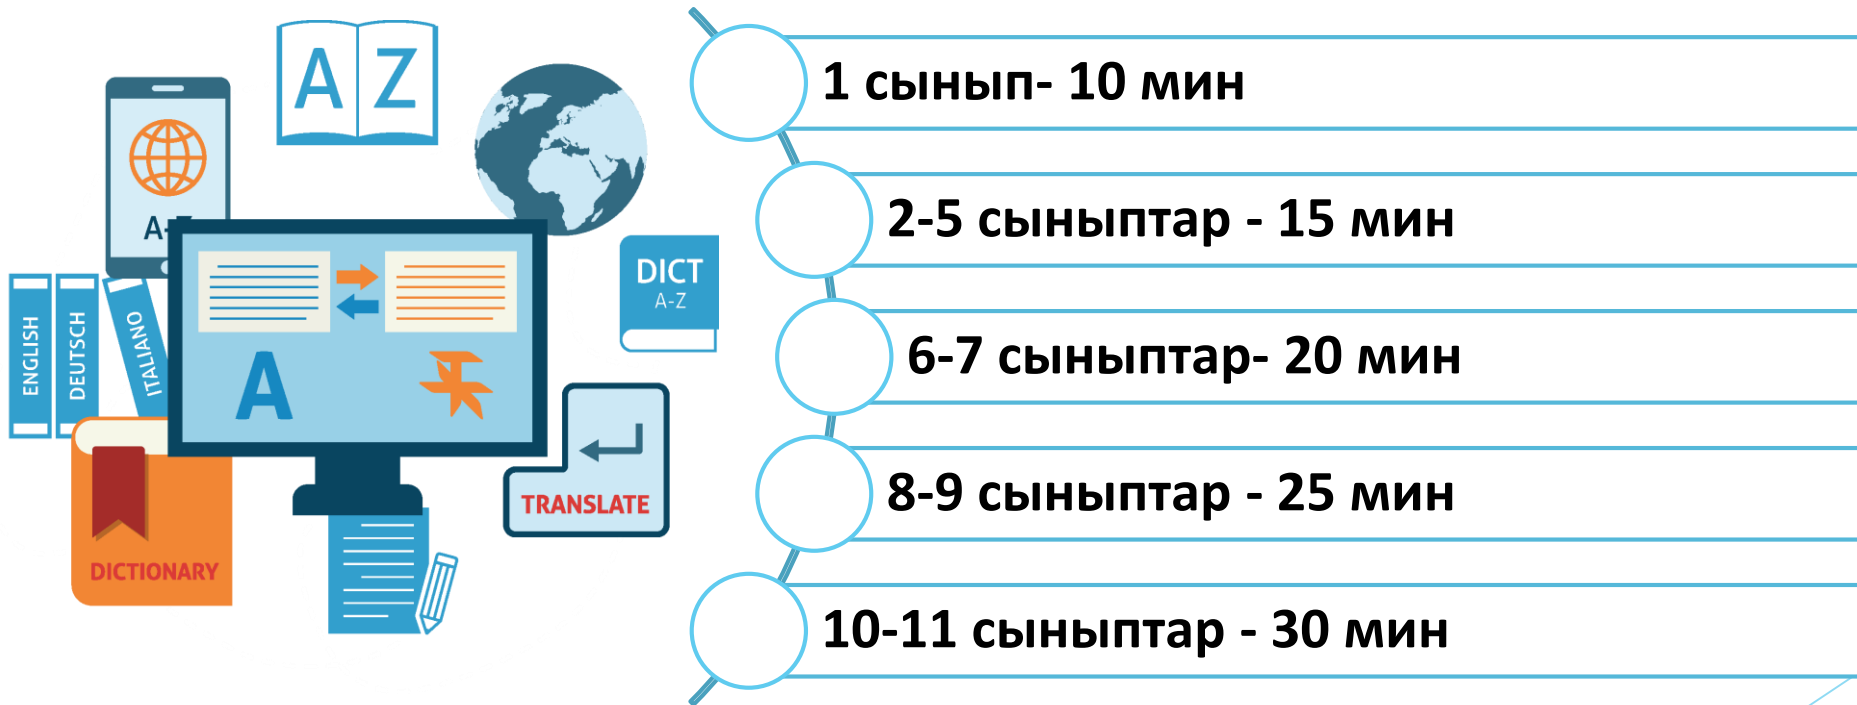 A Z
A-Z
DICT
A-Z
ENGLISH
DEUTSCH
ITALIANO
A
TRANSLATE
DICTIONARY
1 сынып- 10 мин
2-5 сыныптар - 15 мин
6-7 сыныптар- 20 мин
8-9 сыныптар - 25 мин
10-11 сыныптар - 30 мин